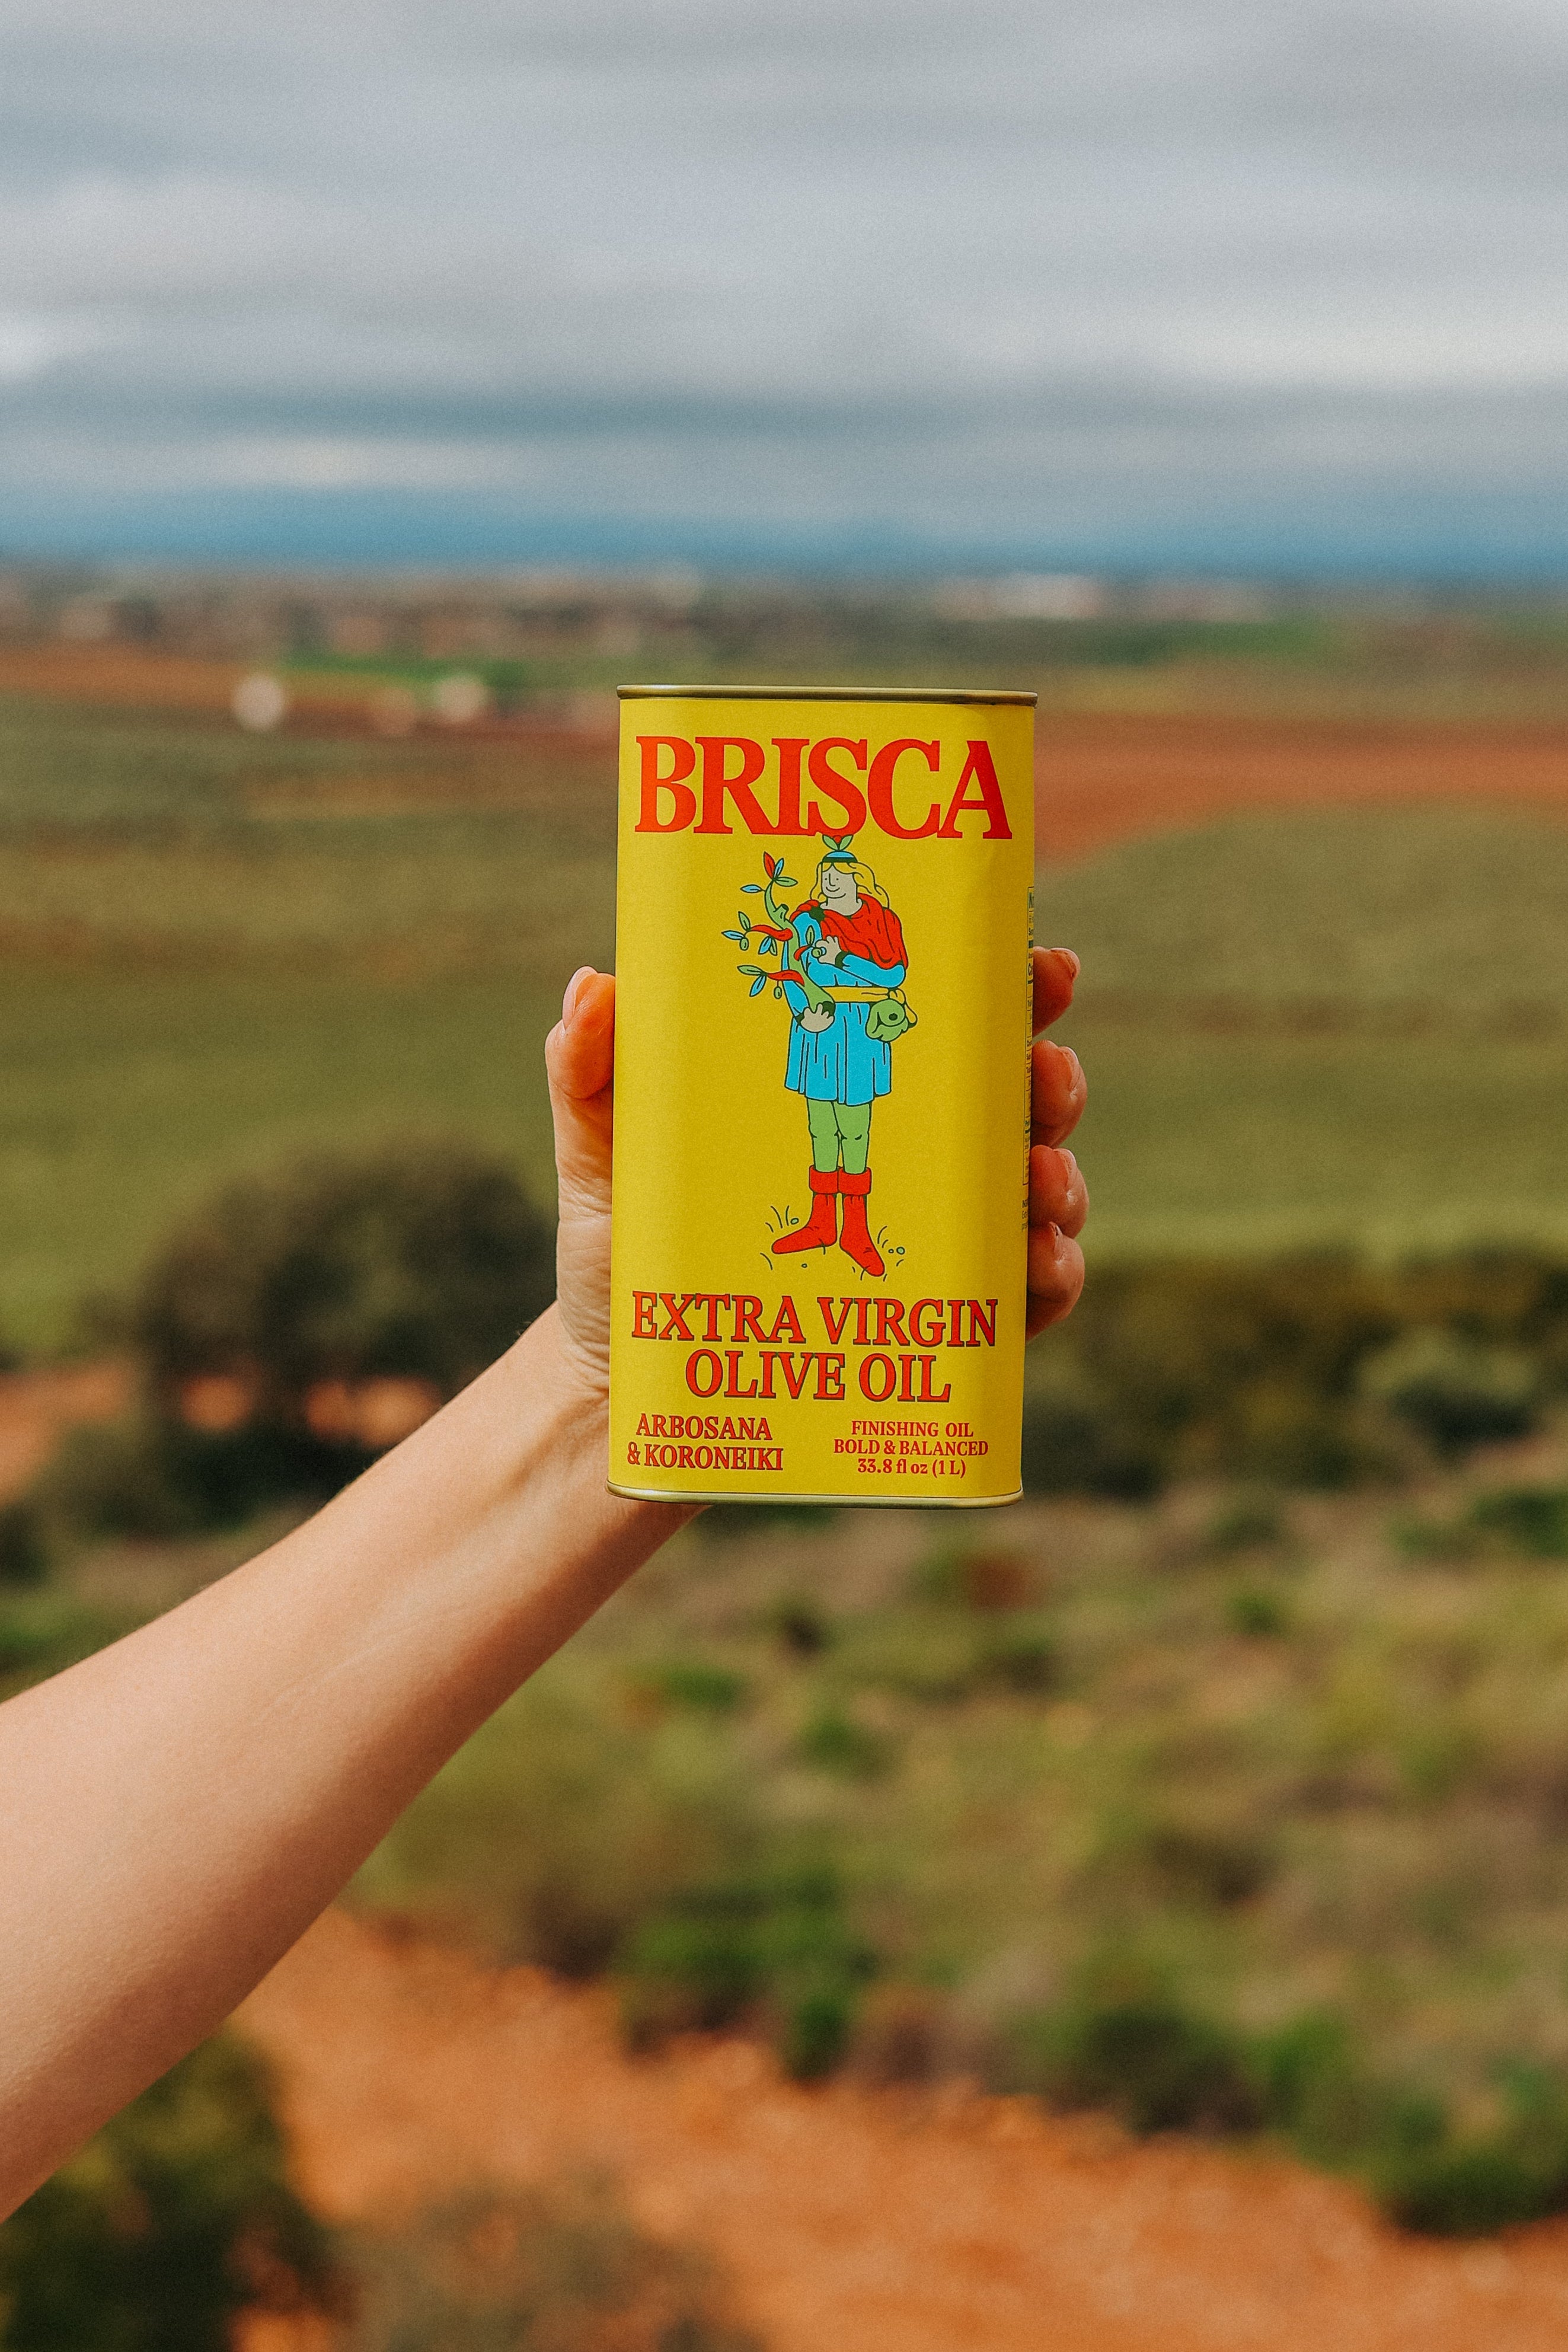 BRISCA
EXTRA VIRGIN
OLIVE OIL
ARBOSANA
& KORONEIKI
FINISHING OIL
BOLD & BALANCED
33.8 fl oz (1 L)